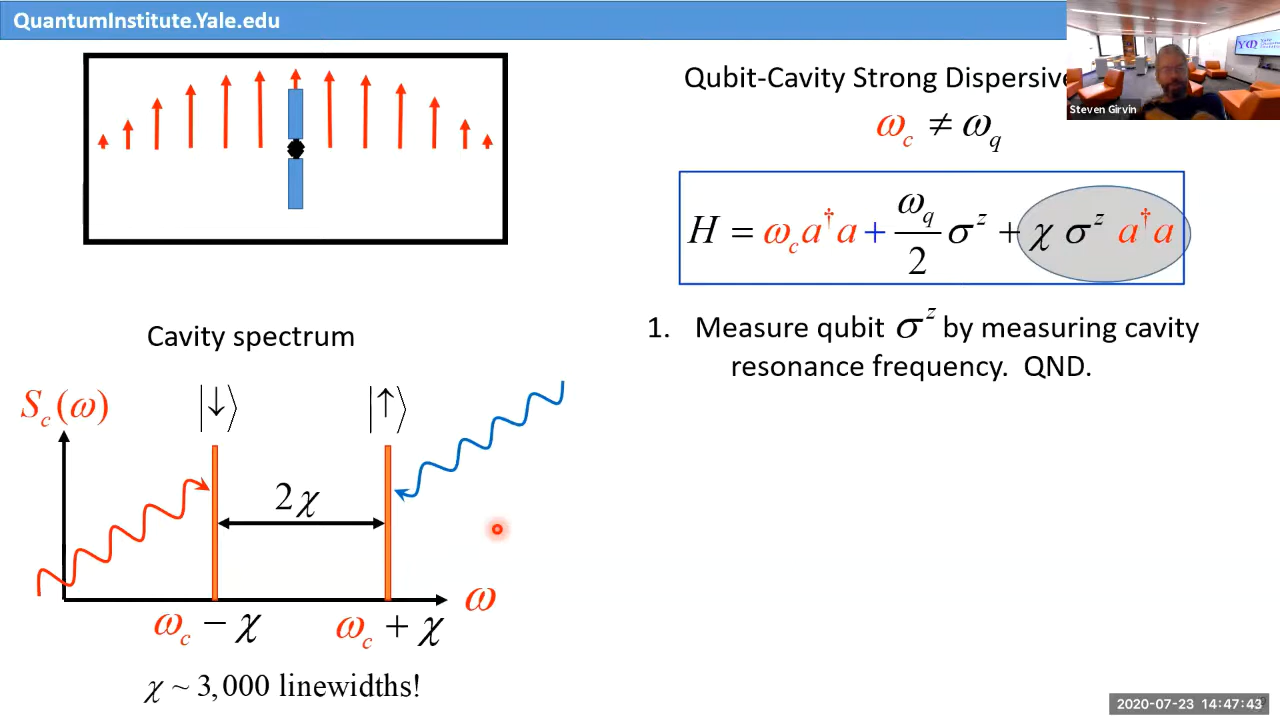 QuantumInstitute.Yale.edu
Qubit-Cavity Strong Dispersive
Steven Girvin
ω_c ≠ ω_q
H = ω_c a†a + ω_q/2 σ^z + χ σ^z a†a
1. Measure qubit σ^z by measuring cavity
resonance frequency. QND.
Cavity spectrum
S_c(ω)
|↓⟩ |↑⟩
2χ
ω
ω_c − χ ω_c + χ
χ ~ 3,000 linewidths!
2020-07-23 14:47:43